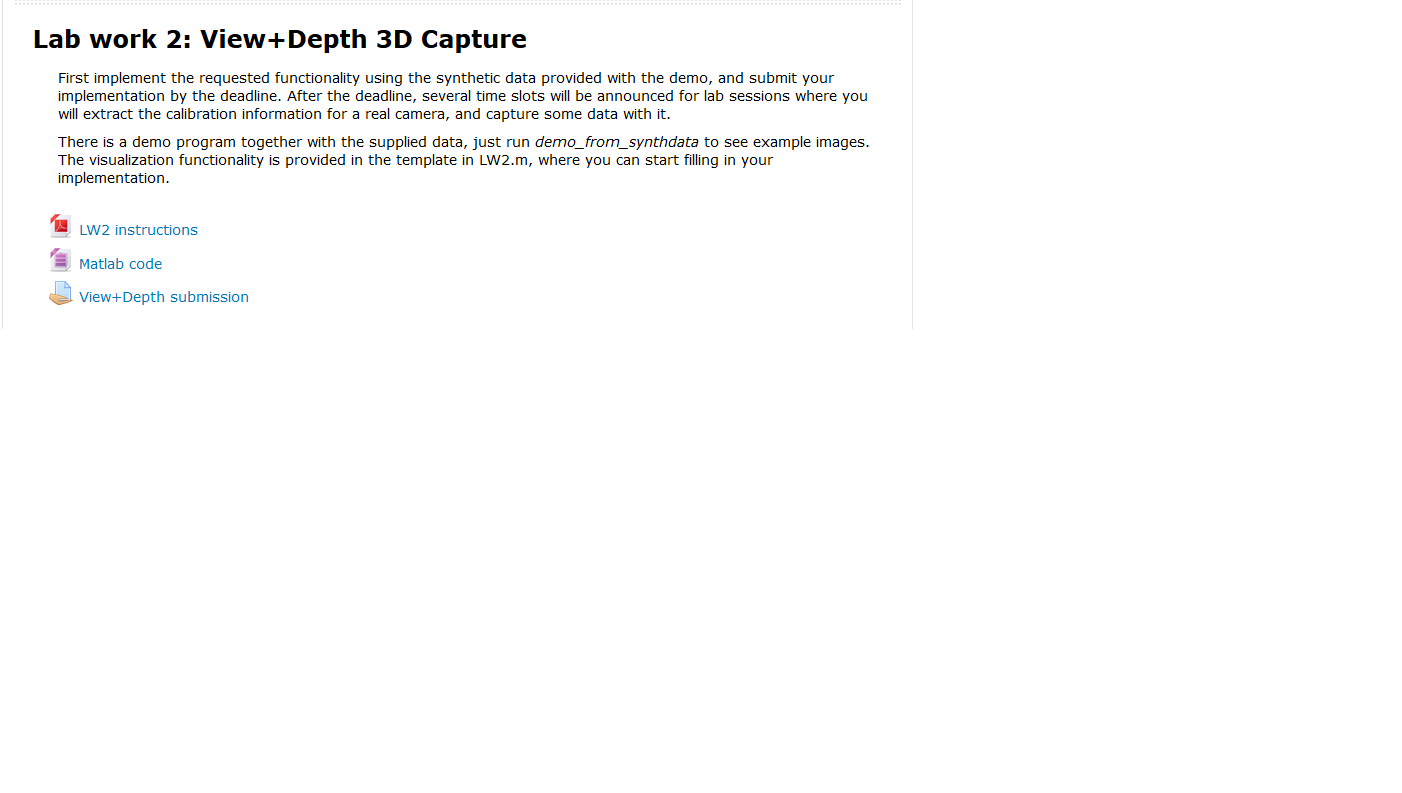 Lab work 2: View+Depth 3D Capture
First implement the requested functionality using the synthetic data provided with the demo, and submit your
implementation by the deadline. After the deadline, several time slots will be announced for lab sessions where you
will extract the calibration information for a real camera, and capture some data with it.
There is a demo program together with the supplied data, just run demo_from_synthdata to see example images.
The visualization functionality is provided in the template in LW2.m, where you can start filling in your
implementation.
LW2 instructions
Matlab code
View+Depth submission